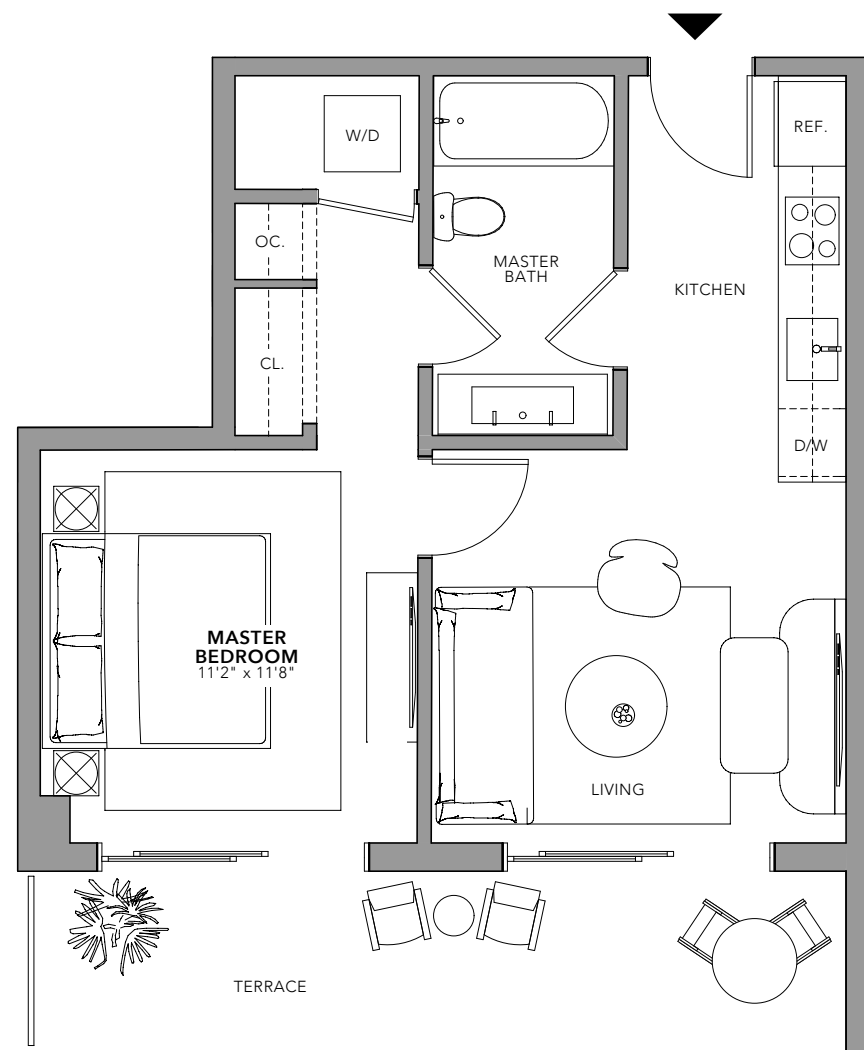 W/D
REF.
OC.
MASTER
BATH
KITCHEN
CL.
D/W
MASTER
BEDROOM
11'2" x 11'8"
LIVING
TERRACE